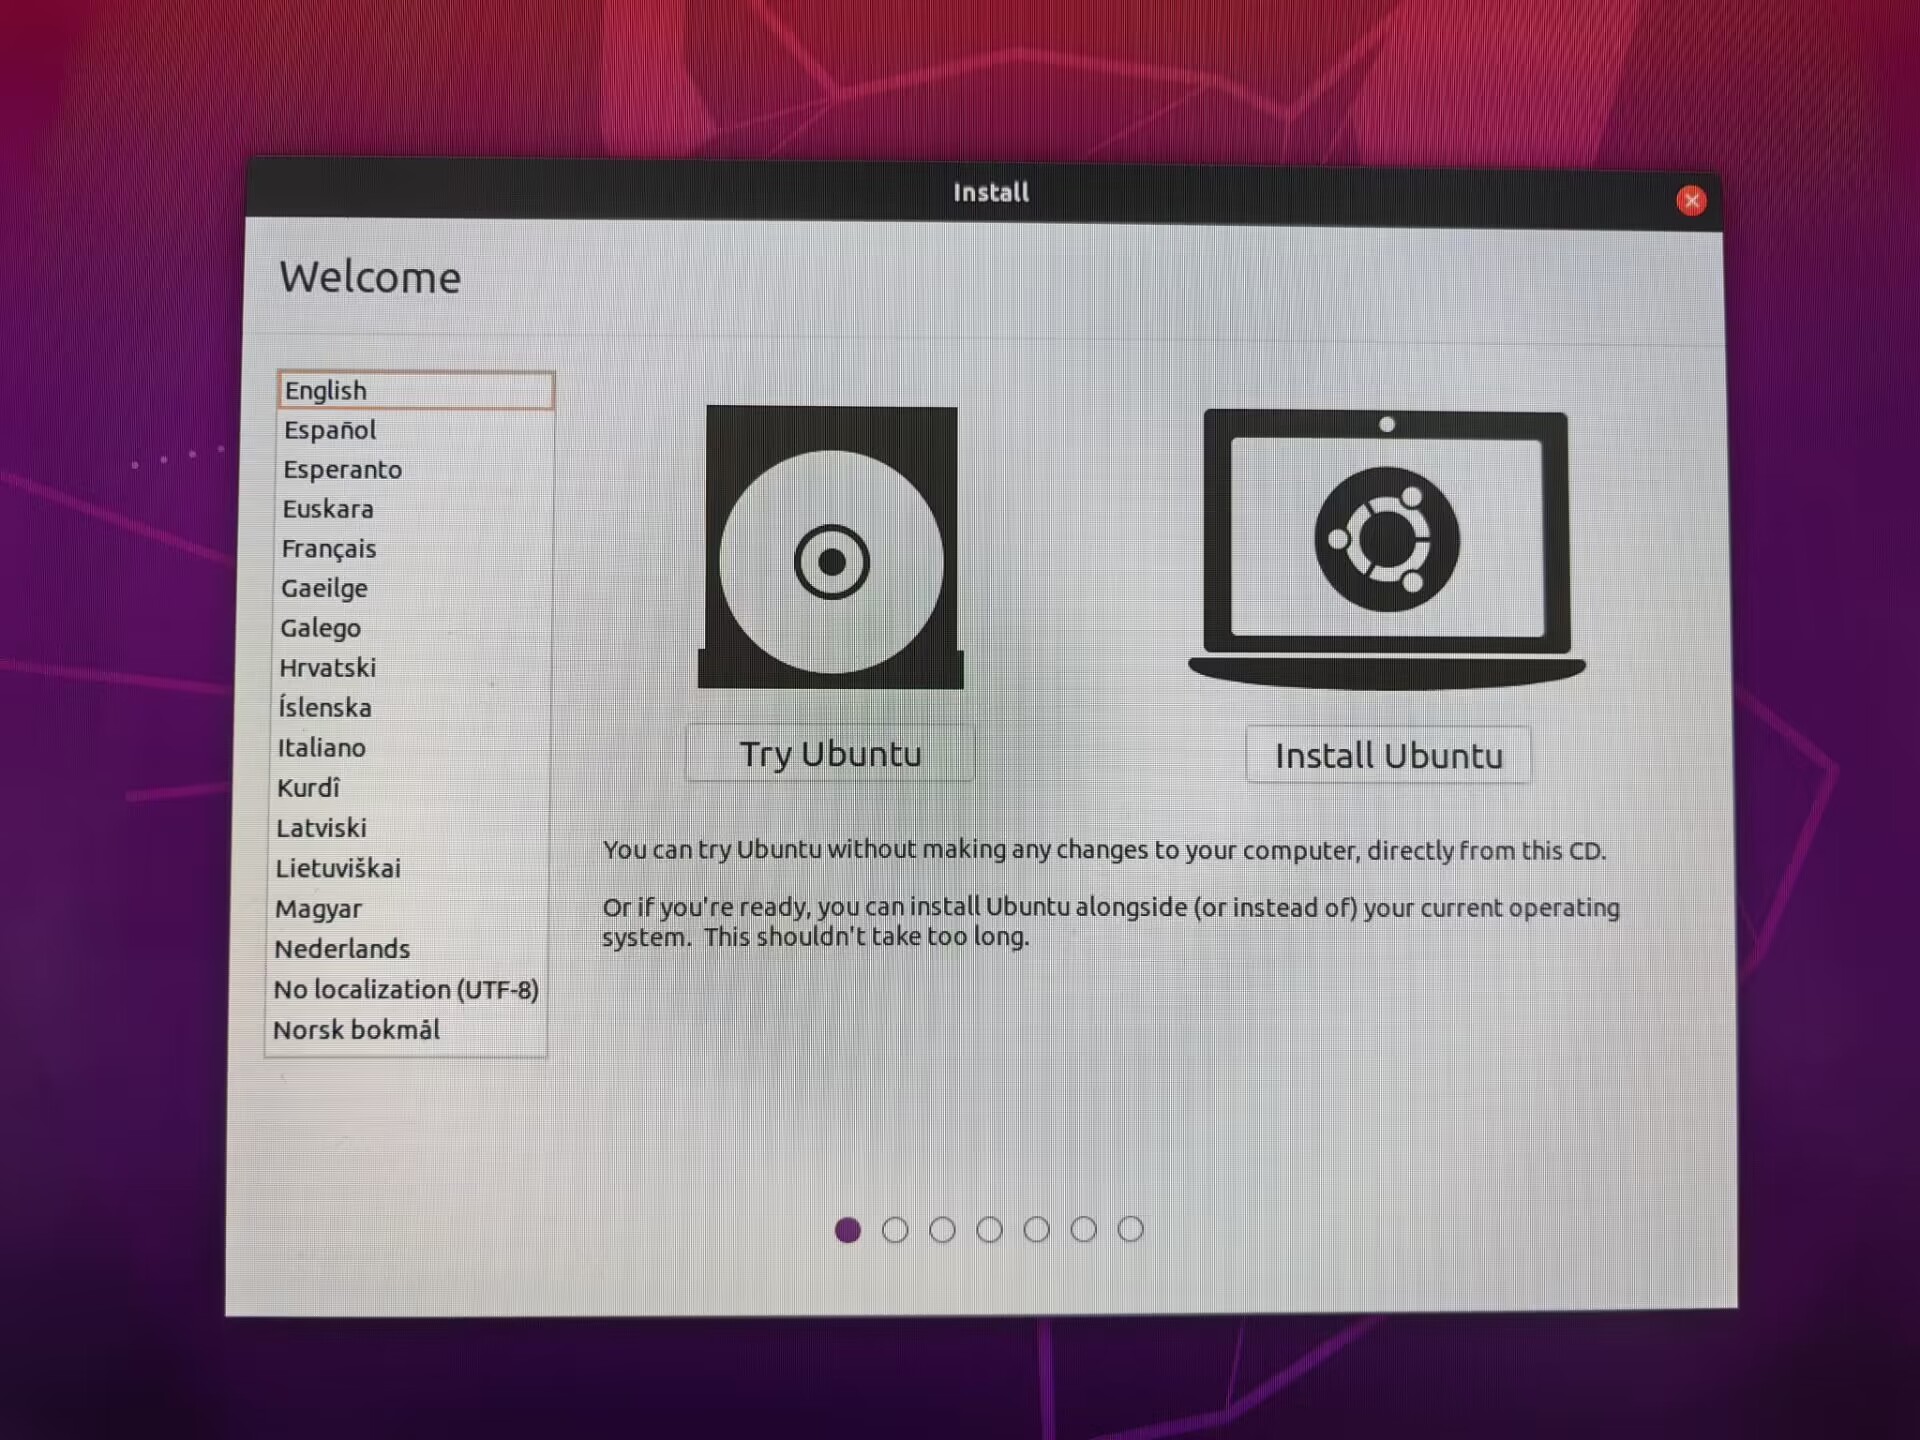 Install
Welcome
English
Español
Esperanto
Euskara
Français
Gaeilge
Galego
Hrvatski
Íslenska
Italiano
Kurdî
Latviski
Lietuviškai
Magyar
Nederlands
No localization (UTF-8)
Norsk bokmål
Try Ubuntu
Install Ubuntu
You can try Ubuntu without making any changes to your computer, directly from this CD.
Or if you're ready, you can install Ubuntu alongside (or instead of) your current operating
system.  This shouldn't take too long.